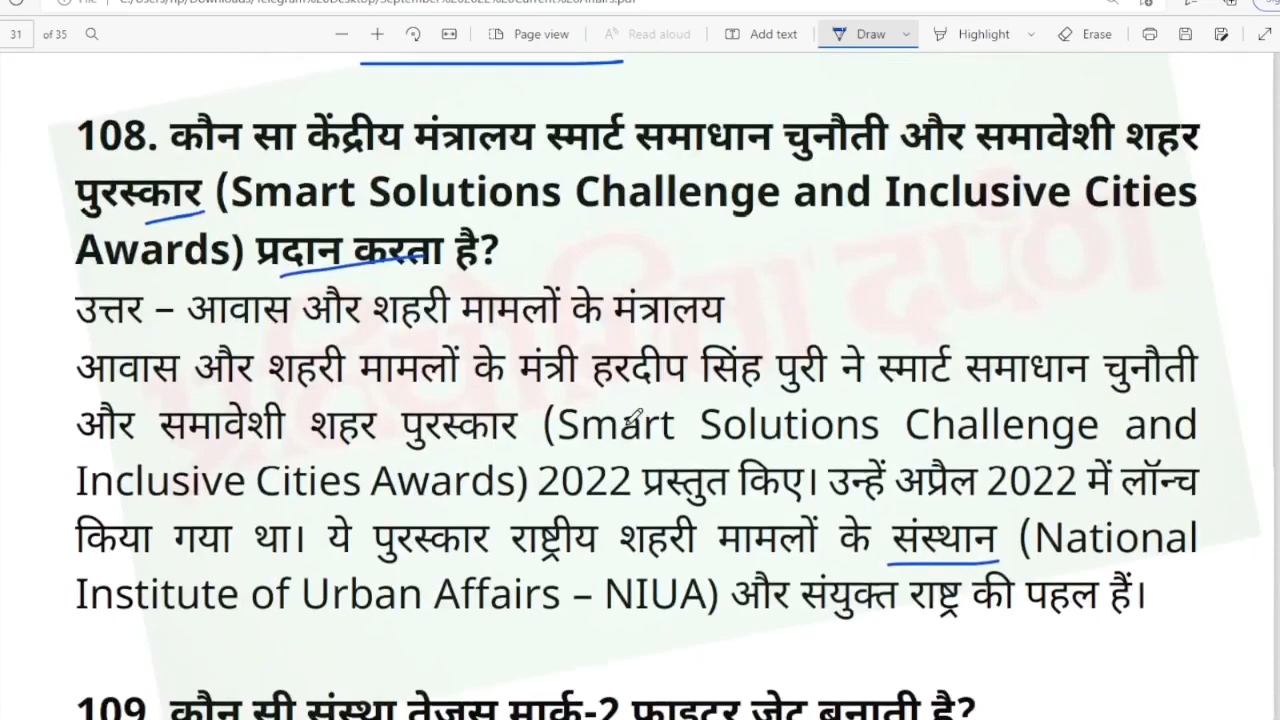 31 of 35 Page view Read aloud Add text Draw Highlight Erase
108. कौन सा केंद्रीय मंत्रालय स्मार्ट समाधान चुनौती और समावेशी शहर
पुरस्कार (Smart Solutions Challenge and Inclusive Cities
Awards) प्रदान करता है?
उत्तर – आवास और शहरी मामलों के मंत्रालय
आवास और शहरी मामलों के मंत्री हरदीप सिंह पुरी ने स्मार्ट समाधान चुनौती
और समावेशी शहर पुरस्कार (Smart Solutions Challenge and
Inclusive Cities Awards) 2022 प्रस्तुत किए। उन्हें अप्रैल 2022 में लॉन्च
किया गया था। ये पुरस्कार राष्ट्रीय शहरी मामलों के संस्थान (National
Institute of Urban Affairs – NIUA) और संयुक्त राष्ट्र की पहल हैं।
109. कौन सी संस्था तेजस मार्क-2 फाइटर जेट बनाती है?